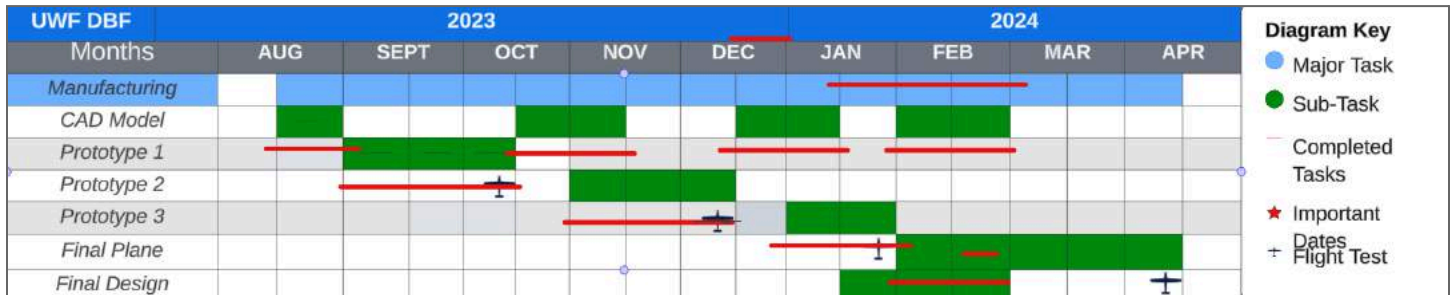 UWF DBF 2023 2024
Months AUG SEPT OCT NOV DEC JAN FEB MAR APR
Manufacturing
CAD Model
Prototype 1
Prototype 2
Prototype 3
Final Plane
Final Design
Diagram Key
Major Task
Sub-Task
Completed
Tasks
Important
Dates
Flight Test